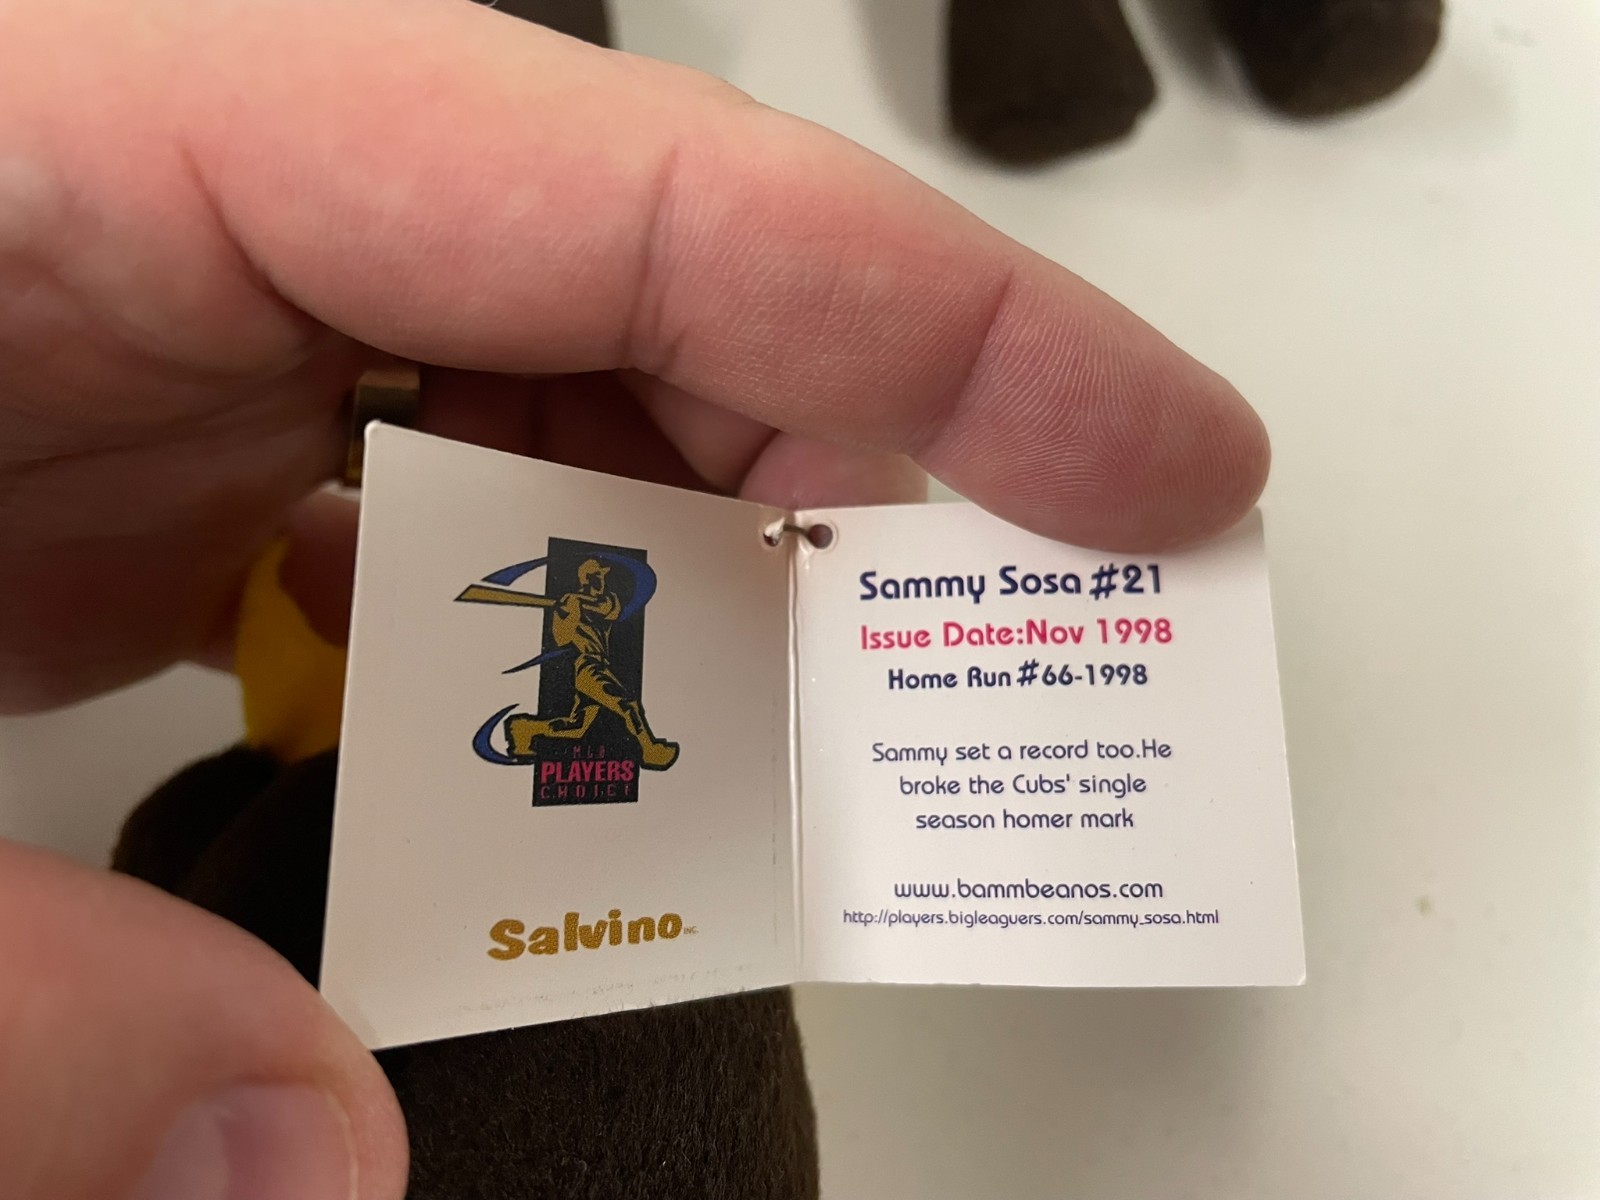 MLB
PLAYERS
CHOICE
Salvino INC.
Sammy Sosa #21
Issue Date:Nov 1998
Home Run #66-1998
Sammy set a record too.He
broke the Cubs' single
season homer mark
www.bammbeanos.com
http://players.bigleaguers.com/sammy_sosa.html